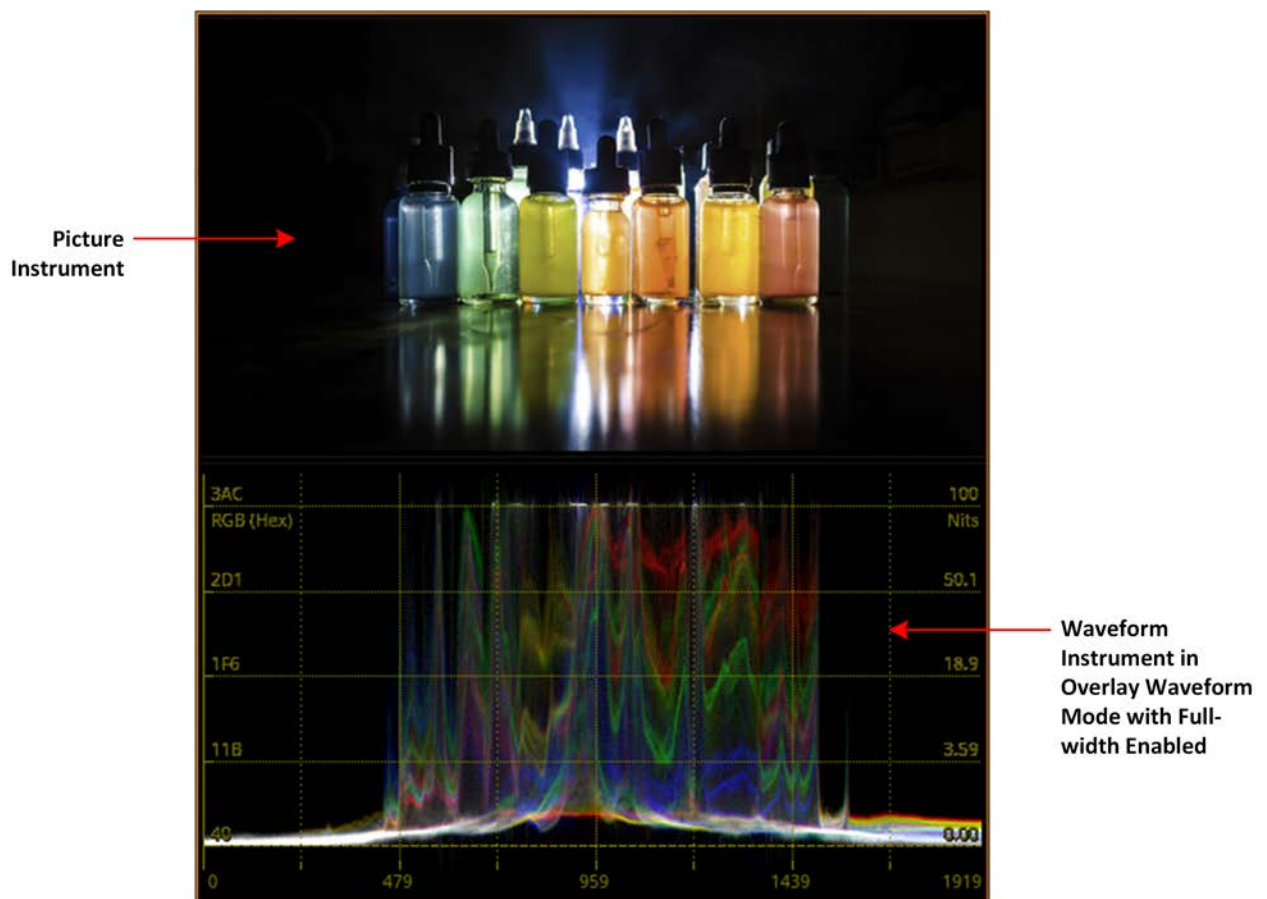 Picture
Instrument
3AC 100
RGB (Hex) Nits
2D1 50.1
1F6 18.9
11B 3.59
40 0.00
0 479 959 1439 1919
Waveform
Instrument in
Overlay Waveform
Mode with Full-
width Enabled